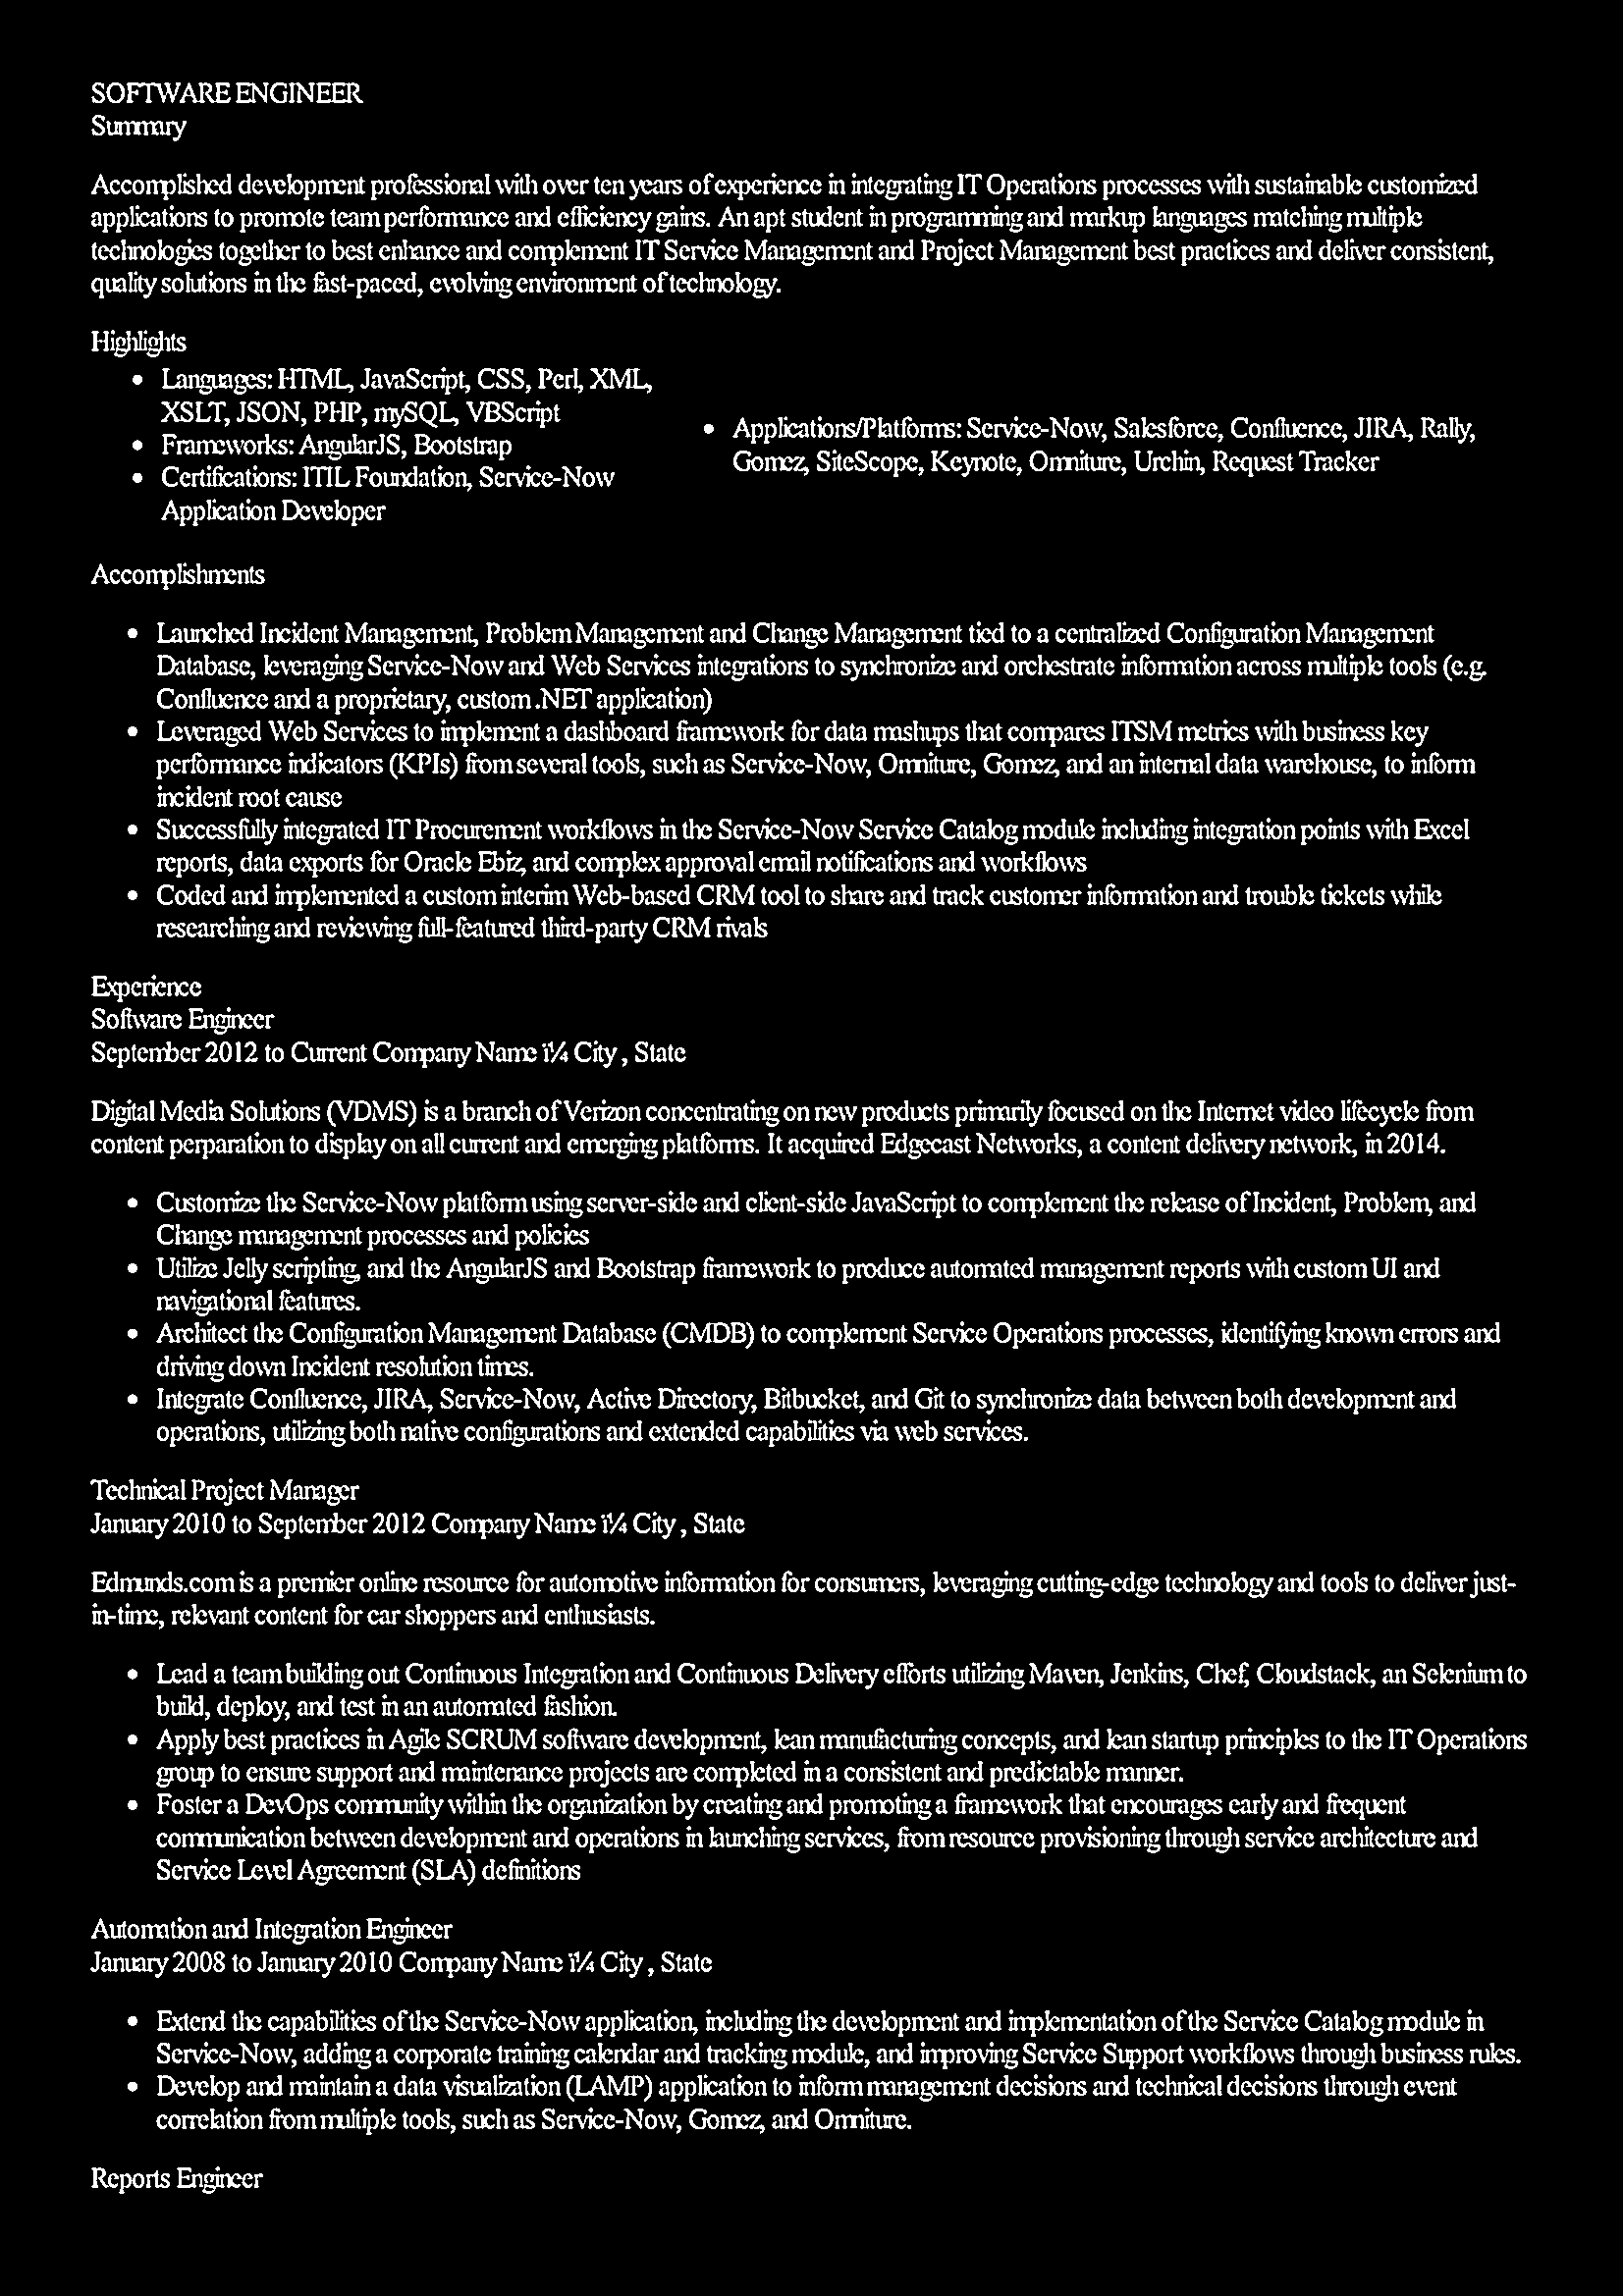 SOFTWARE ENGINEER
Summary
Accomplished development professional with over ten years of experience in integrating IT Operations processes with sustainable customized
applications to promote team performance and efficiency gains. An apt student in programming and markup languages matching multiple
technologies together to best enhance and complement IT Service Management and Project Management best practices and deliver consistent,
quality solutions in the fast-paced, evolving environment of technology.
Highlights
• Languages: HTML, JavaScript, CSS, Perl, XML,
XSLT, JSON, PHP, mySQL, VBScript
• Frameworks: AngularJS, Bootstrap
• Certifications: ITIL Foundation, Service-Now
Application Developer
• Applications/Platforms: Service-Now, Salesforce, Confluence, JIRA, Rally,
Gomez, SiteScope, Keynote, Omniture, Urchin, Request Tracker
Accomplishments
• Launched Incident Management, Problem Management and Change Management tied to a centralized Configuration Management
Database, leveraging Service-Now and Web Services integrations to synchronize and orchestrate information across multiple tools (e.g.
Confluence and a proprietary, custom .NET application)
• Leveraged Web Services to implement a dashboard framework for data mashups that compares ITSM metrics with business key
performance indicators (KPIs) from several tools, such as Service-Now, Omniture, Gomez, and an internal data warehouse, to inform
incident root cause
• Successfully integrated IT Procurement workflows in the Service-Now Service Catalog module including integration points with Excel
reports, data exports for Oracle Ebiz, and complex approval email notifications and workflows
• Coded and implemented a custom interim Web-based CRM tool to share and track customer information and trouble tickets while
researching and reviewing full-featured third-party CRM rivals
Experience
Software Engineer
September 2012 to Current Company Name ï¼ City , State
Digital Media Solutions (VDMS) is a branch of Verizon concentrating on new products primarily focused on the Internet video lifecycle from
content perparation to display on all current and emerging platforms. It acquired Edgecast Networks, a content delivery network, in 2014.
• Customize the Service-Now platform using server-side and client-side JavaScript to complement the release of Incident, Problem, and
Change management processes and policies
• Utilize Jelly scripting, and the AngularJS and Bootstrap framework to produce automated management reports with custom UI and
navigational features.
• Architect the Configuration Management Database (CMDB) to complement Service Operations processes, identifying known errors and
driving down Incident resolution times.
• Integrate Confluence, JIRA, Service-Now, Active Directory, Bitbucket, and Git to synchronize data between both development and
operations, utilizing both native configurations and extended capabilities via web services.
Technical Project Manager
January 2010 to September 2012 Company Name ï¼ City , State
Edmunds.com is a premier online resource for automotive information for consumers, leveraging cutting-edge technology and tools to deliver just-
in-time, relevant content for car shoppers and enthusiasts.
• Lead a team building out Continuous Integration and Continuous Delivery efforts utilizing Maven, Jenkins, Chef, Cloudstack, an Selenium to
build, deploy, and test in an automated fashion.
• Apply best practices in Agile SCRUM software development, lean manufacturing concepts, and lean startup principles to the IT Operations
group to ensure support and maintenance projects are completed in a consistent and predictable manner.
• Foster a DevOps community within the organization by creating and promoting a framework that encourages early and frequent
communication between development and operations in launching services, from resource provisioning through service architecture and
Service Level Agreement (SLA) definitions
Automation and Integration Engineer
January 2008 to January 2010 Company Name ï¼ City , State
• Extend the capabilities of the Service-Now application, including the development and implementation of the Service Catalog module in
Service-Now, adding a corporate training calendar and tracking module, and improving Service Support workflows through business rules.
• Develop and maintain a data visualization (LAMP) application to inform management decisions and technical decisions through event
correlation from multiple tools, such as Service-Now, Gomez, and Omniture.
Reports Engineer